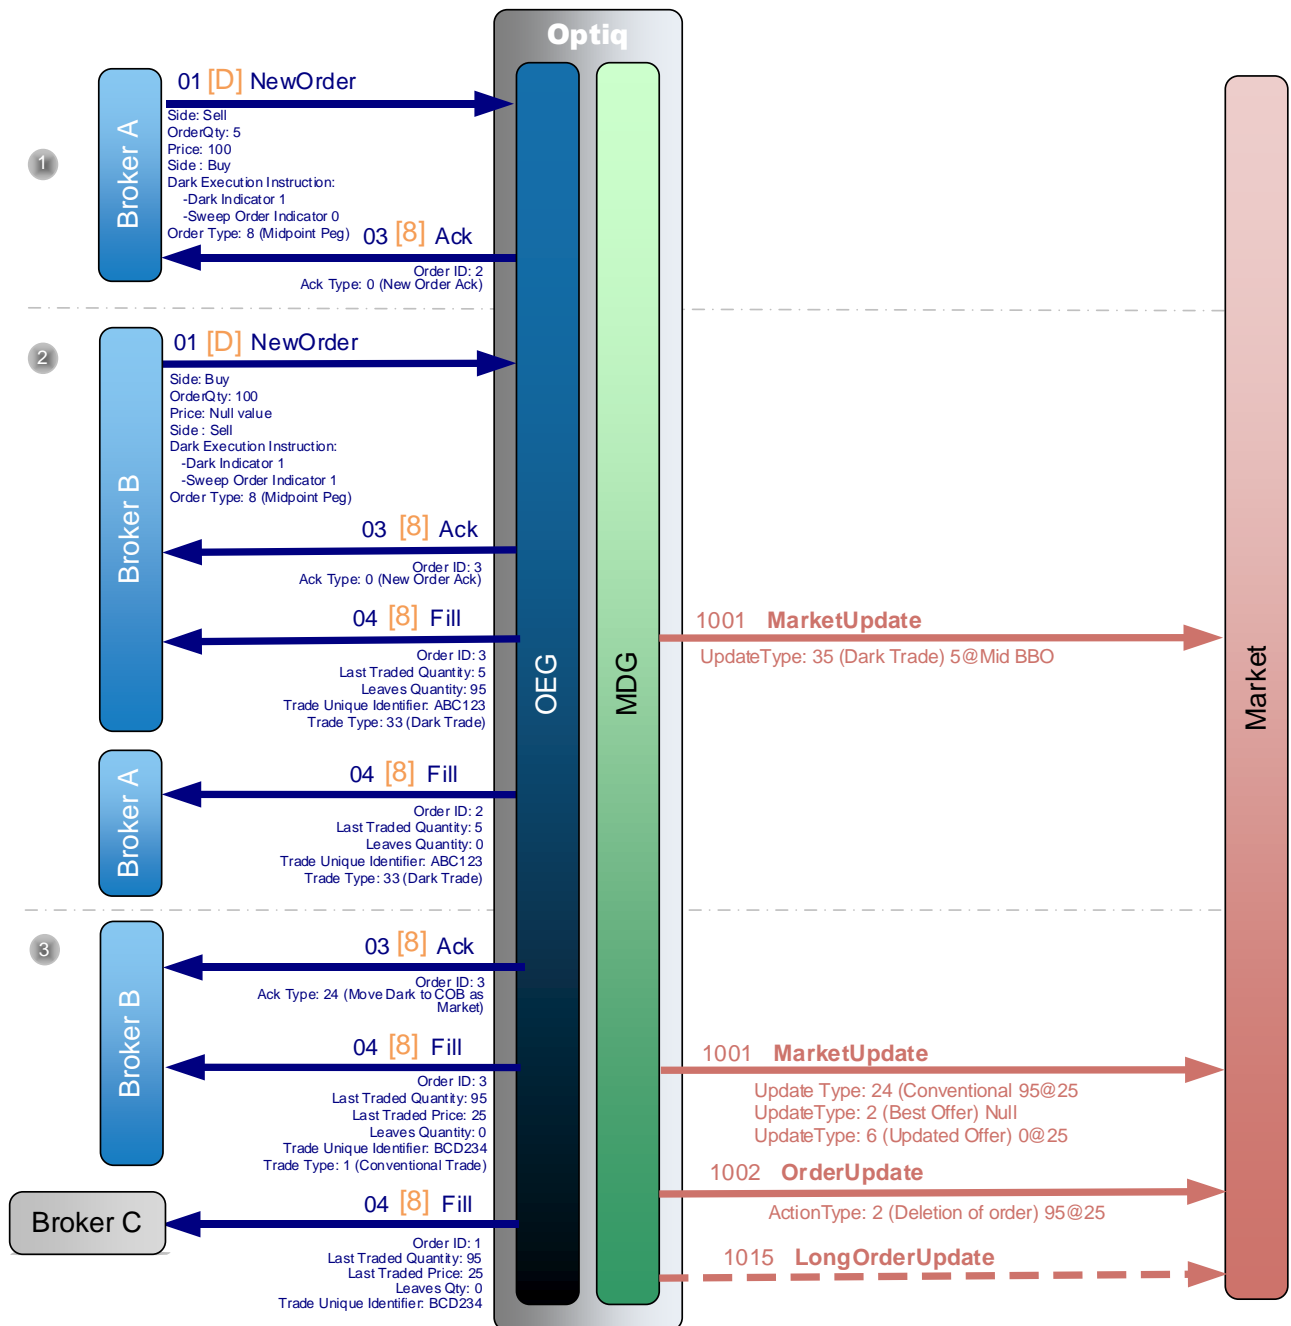 Optiq
01 [D] NewOrder
1
Broker A
Side: Sell
OrderQty: 5
Price: 100
Side : Buy
Dark Execution Instruction:
-Dark Indicator 1
-Sweep Order Indicator 0
Order Type: 8 (Midpoint Peg)
03 [8] Ack
Order ID: 2
Ack Type: 0 (New Order Ack)
2
01 [D] NewOrder
Broker B
Side: Buy
OrderQty: 100
Price: Null value
Side : Sell
Dark Execution Instruction:
-Dark Indicator 1
-Sweep Order Indicator 1
Order Type: 8 (Midpoint Peg)
03 [8] Ack
Order ID: 3
Ack Type: 0 (New Order Ack)
04 [8] Fill
Order ID: 3
Last Traded Quantity: 5
Leaves Quantity: 95
Trade Unique Identifier: ABC123
Trade Type: 33 (Dark Trade)
OEG
MDG
1001 MarketUpdate
UpdateType: 35 (Dark Trade) 5@Mid BBO
Market
Broker A
04 [8] Fill
Order ID: 2
Last Traded Quantity: 5
Leaves Quantity: 0
Trade Unique Identifier: ABC123
Trade Type: 33 (Dark Trade)
3
Broker B
03 [8] Ack
Order ID: 3
Ack Type: 24 (Move Dark to COB as
Market)
04 [8] Fill
Order ID: 3
Last Traded Quantity: 95
Last Traded Price: 25
Leaves Quantity: 0
Trade Unique Identifier: BCD234
Trade Type: 1 (Conventional Trade)
1001 MarketUpdate
Update Type: 24 (Conventional 95@25
UpdateType: 2 (Best Offer) Null
UpdateType: 6 (Updated Offer) 0@25
1002 OrderUpdate
ActionType: 2 (Deletion of order) 95@25
Broker C
04 [8] Fill
Order ID: 1
Last Traded Quantity: 95
Last Traded Price: 25
Leaves Qty: 0
Trade Unique Identifier: BCD234
1015 LongOrderUpdate